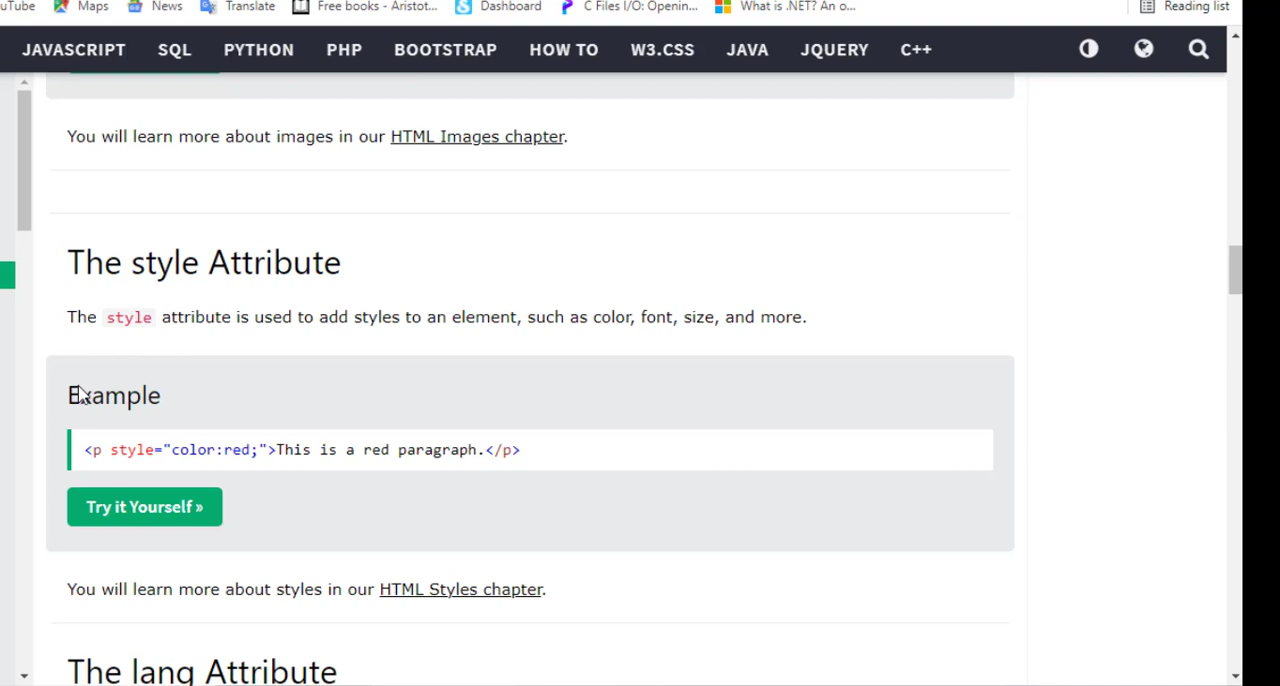 uTube Maps News Translate Free books - Aristot... Dashboard C Files I/O: Openin... What is .NET? An o... Reading list
JAVASCRIPT SQL PYTHON PHP BOOTSTRAP HOW TO W3.CSS JAVA JQUERY C++
You will learn more about images in our HTML Images chapter.
The style Attribute
The style attribute is used to add styles to an element, such as color, font, size, and more.
Example
<p style="color:red;">This is a red paragraph.</p>
Try it Yourself »
You will learn more about styles in our HTML Styles chapter.
The lang Attribute